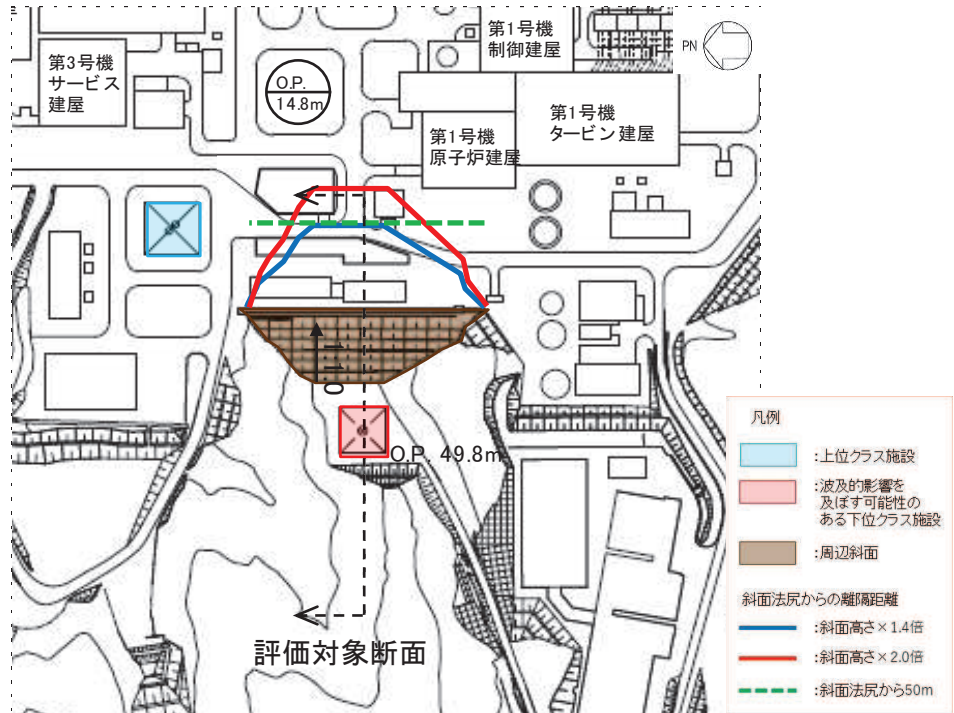 第3号機
サービス
建屋
O.P.
14.8m
第1号機
制御建屋
PN
第1号機
原子炉建屋
第1号機
タービン建屋
O.P. 49.8m
評価対象断面
凡例
:上位クラス施設
:波及的影響を
及ぼす可能性の
ある下位クラス施設
:周辺斜面
斜面法尻からの離隔距離
:斜面高さ×1.4倍
:斜面高さ×2.0倍
:斜面法尻から50m